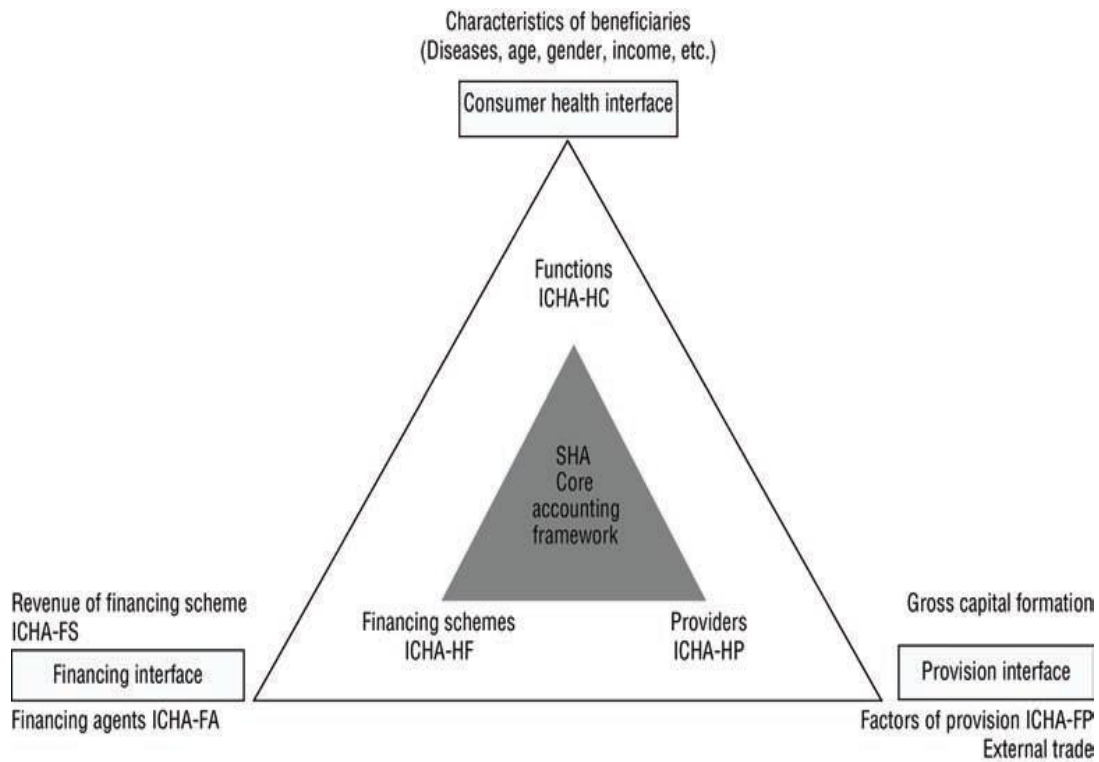 Characteristics of beneficiaries
(Diseases, age, gender, income, etc.)
Consumer health interface
Functions
ICHA-HC
SHA
Core
accounting
framework
Financing schemes
ICHA-HF
Providers
ICHA-HP
Revenue of financing scheme
ICHA-FS
Financing interface
Financing agents ICHA-FA
Gross capital formation
Provision interface
Factors of provision ICHA-FP
External trade